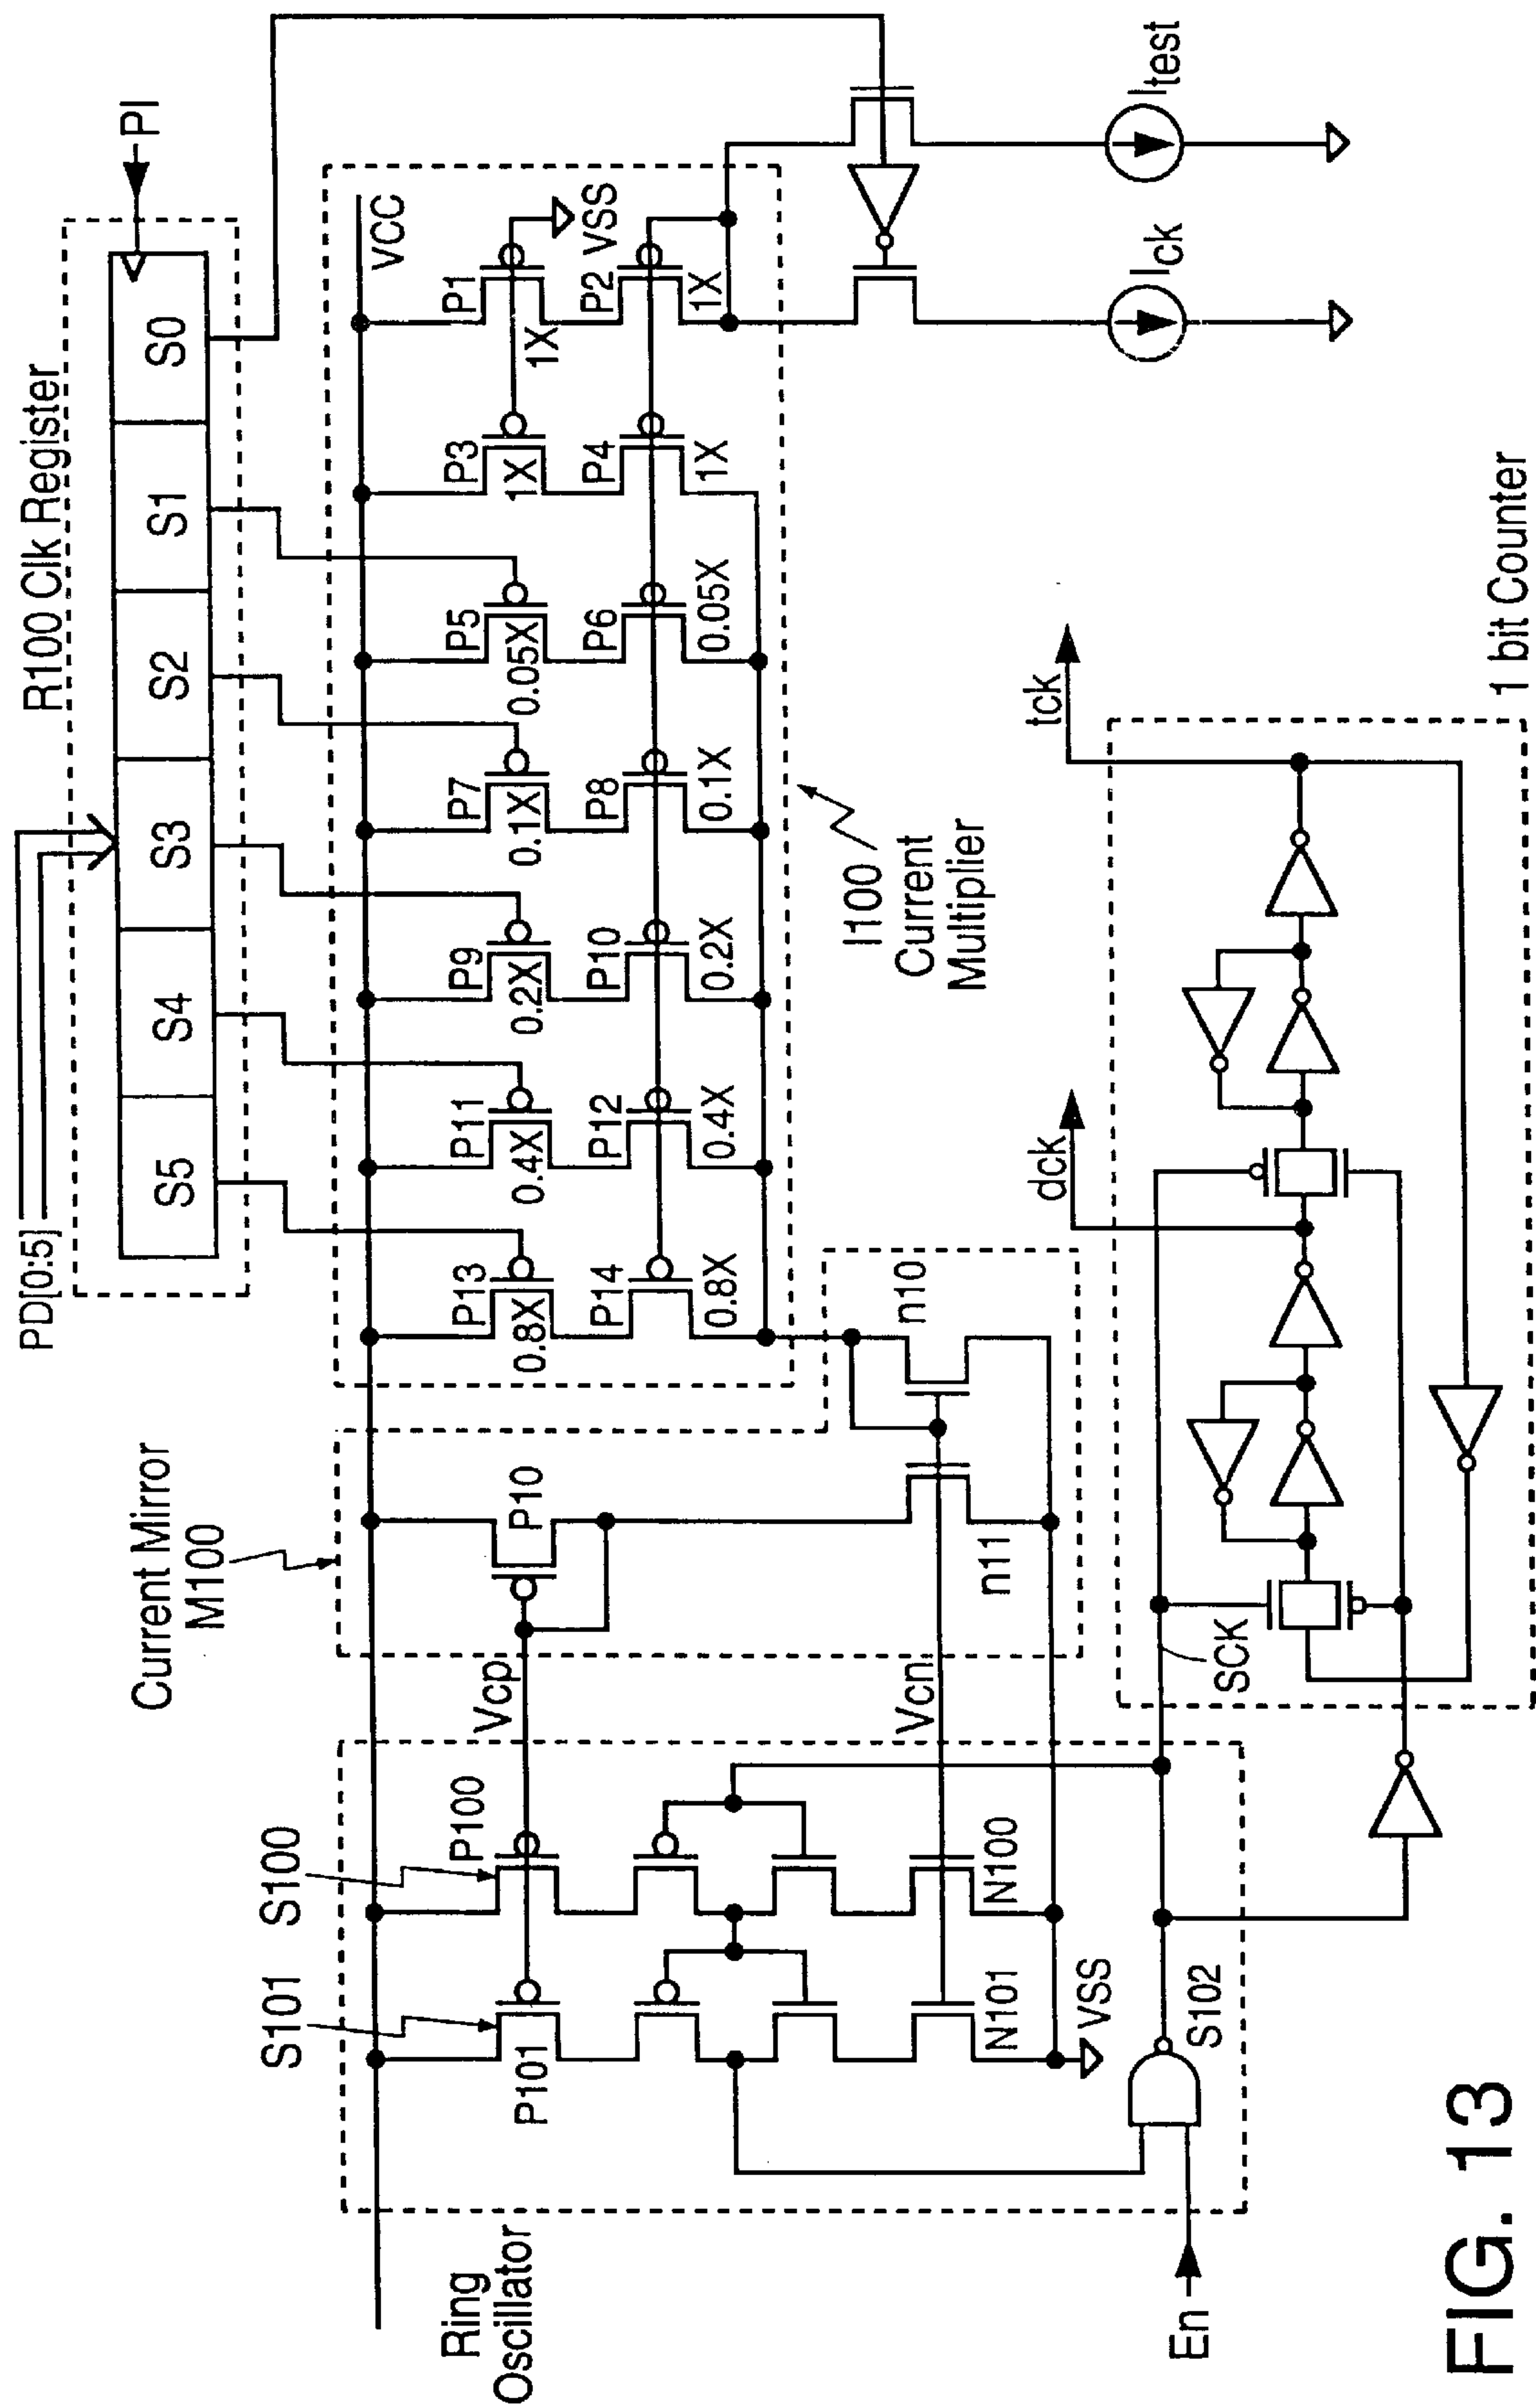 PD[0:5]
R100 Clk Register
PI
S5
S4
S3
S2
S1
S0
Current Mirror
M100
S101
S100
VCC
P101
P100
Vcp
P10
P13
0.8X
P11
0.4X
P9
0.2X
P7
0.1X
P5
0.05X
P3
1X
P1
1X
VSS
P14
0.8X
P12
0.4X
P10
0.2X
P8
0.1X
P6
0.05X
P4
1X
P2
1X
Ring
Oscillator
N101
N100
Vcn
n11
n10
VSS
I100
Current
Multiplier
Ick
Itest
En
S102
SCK
dck
tck
1 bit Counter
FIG. 13